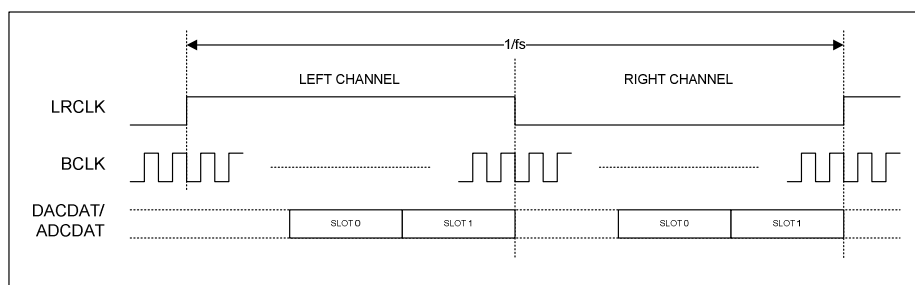 1/fs
LEFT CHANNEL RIGHT CHANNEL
LRCLK
BCLK
DACDAT/
ADCDAT
SLOT 0 SLOT 1 SLOT 0 SLOT 1